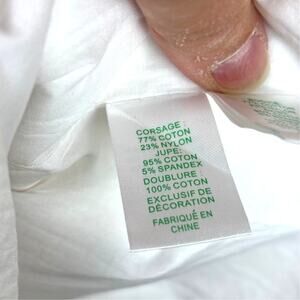 CORSAGE
77% COTON
23% NYLON
JUPE:
95% COTON
5% SPANDEX
DOUBLURE
100% COTON
EXCLUSIF DE
DÉCORATION
FABRIQUÉ EN
CHINE